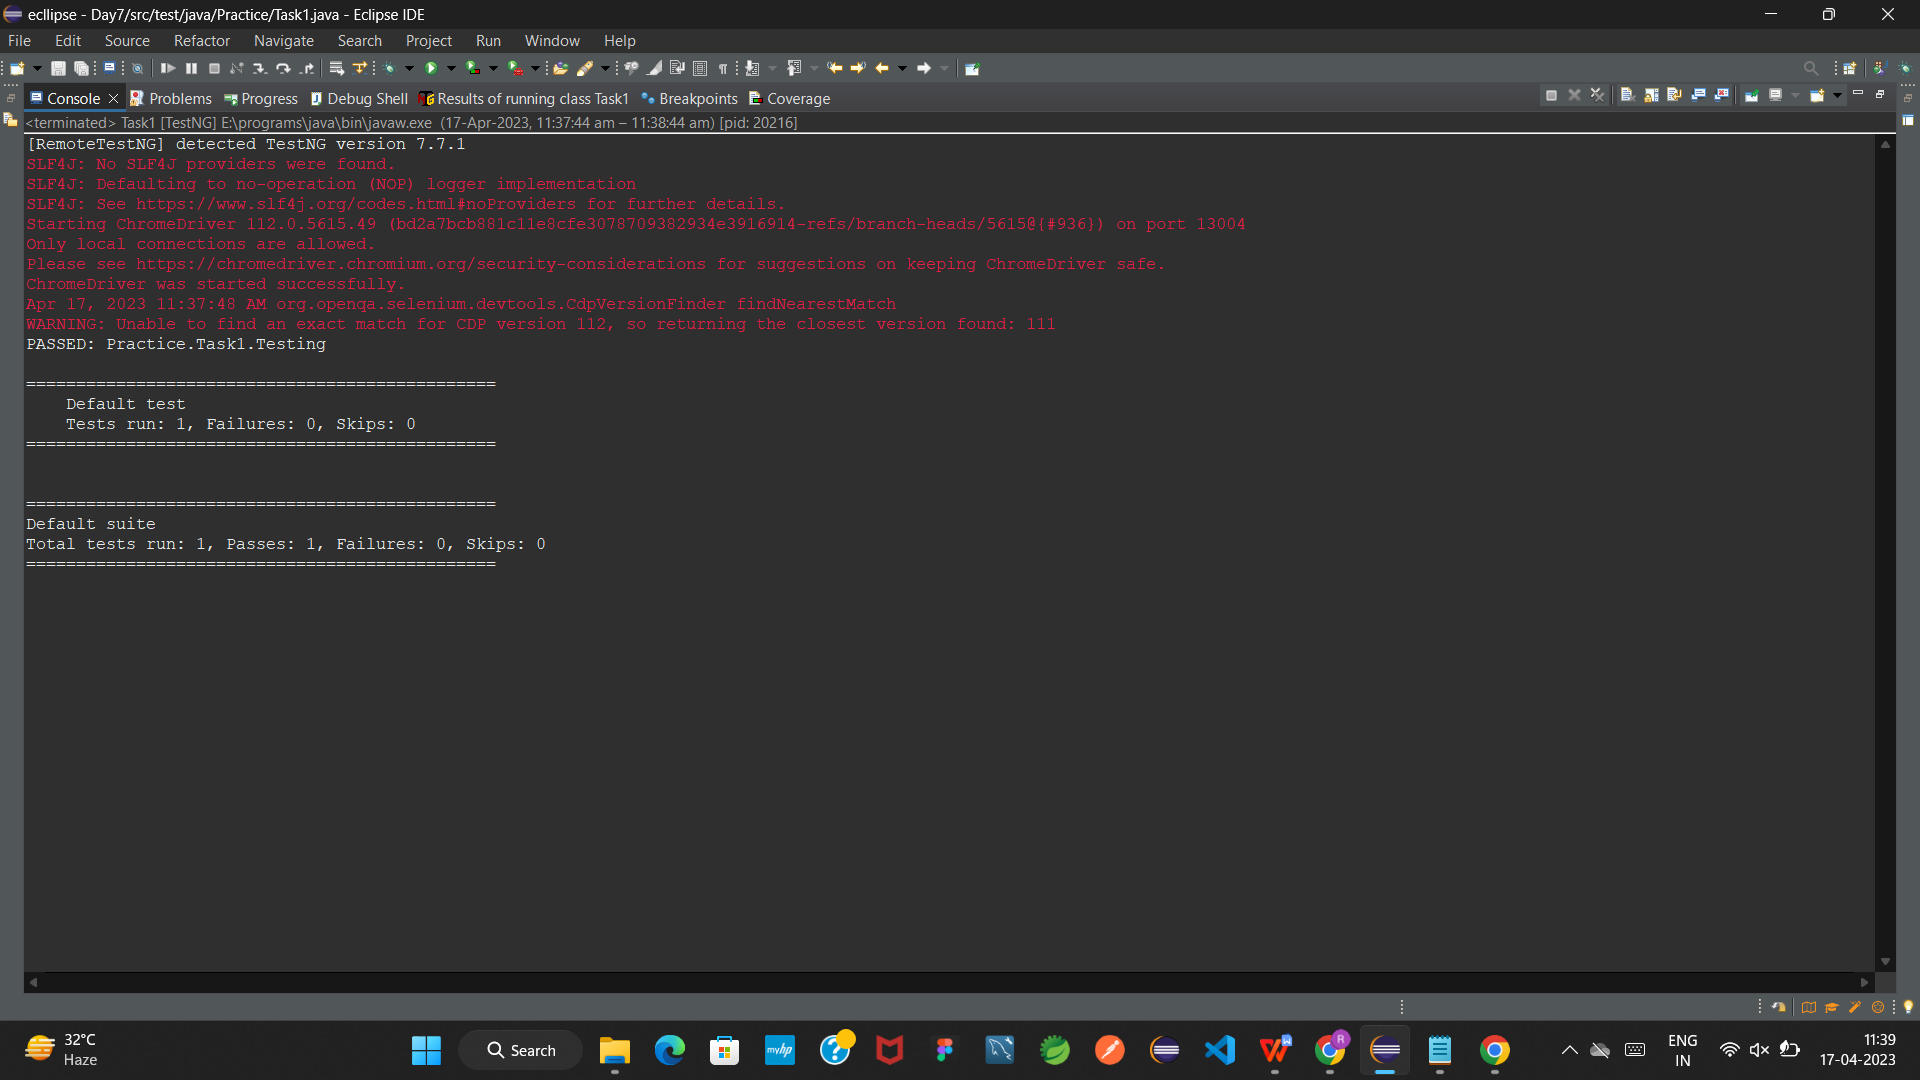 ecllipse - Day7/src/test/java/Practice/Task1.java - Eclipse IDE
File Edit Source Refactor Navigate Search Project Run Window Help
Console Problems Progress Debug Shell Results of running class Task1 Breakpoints Coverage
<terminated> Task1 [TestNG] E:\programs\java\bin\javaw.exe (17-Apr-2023, 11:37:44 am – 11:38:44 am) [pid: 20216]
[RemoteTestNG] detected TestNG version 7.7.1
SLF4J: No SLF4J providers were found.
SLF4J: Defaulting to no-operation (NOP) logger implementation
SLF4J: See https://www.slf4j.org/codes.html#noProviders for further details.
Starting ChromeDriver 112.0.5615.49 (bd2a7bcb881c11e8cfe3078709382934e3916914-refs/branch-heads/5615@{#936}) on port 13004
Only local connections are allowed.
Please see https://chromedriver.chromium.org/security-considerations for suggestions on keeping ChromeDriver safe.
ChromeDriver was started successfully.
Apr 17, 2023 11:37:48 AM org.openqa.selenium.devtools.CdpVersionFinder findNearestMatch
WARNING: Unable to find an exact match for CDP version 112, so returning the closest version found: 111
PASSED: Practice.Task1.Testing
===============================================
Default test
Tests run: 1, Failures: 0, Skips: 0
===============================================
===============================================
Default suite
Total tests run: 1, Passes: 1, Failures: 0, Skips: 0
===============================================
32°C
Haze
Search
myhp
R
W
ENG
IN
11:39
17-04-2023